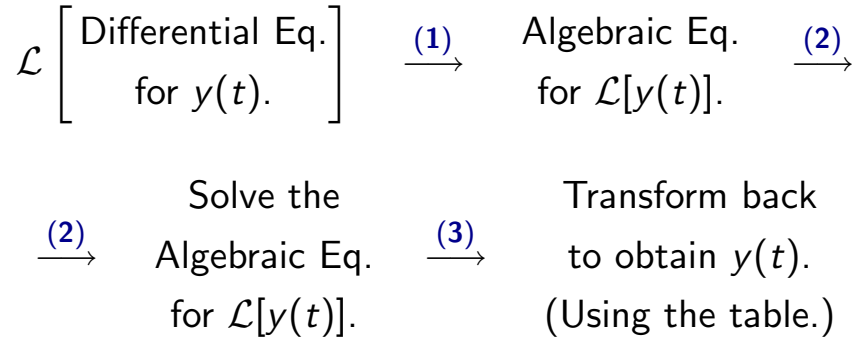 ℒ [ Differential Eq. for y(t). ] (1) ⟶ Algebraic Eq. for ℒ[y(t)]. (2) ⟶
(2) ⟶ Solve the Algebraic Eq. for ℒ[y(t)]. (3) ⟶ Transform back to obtain y(t). (Using the table.)